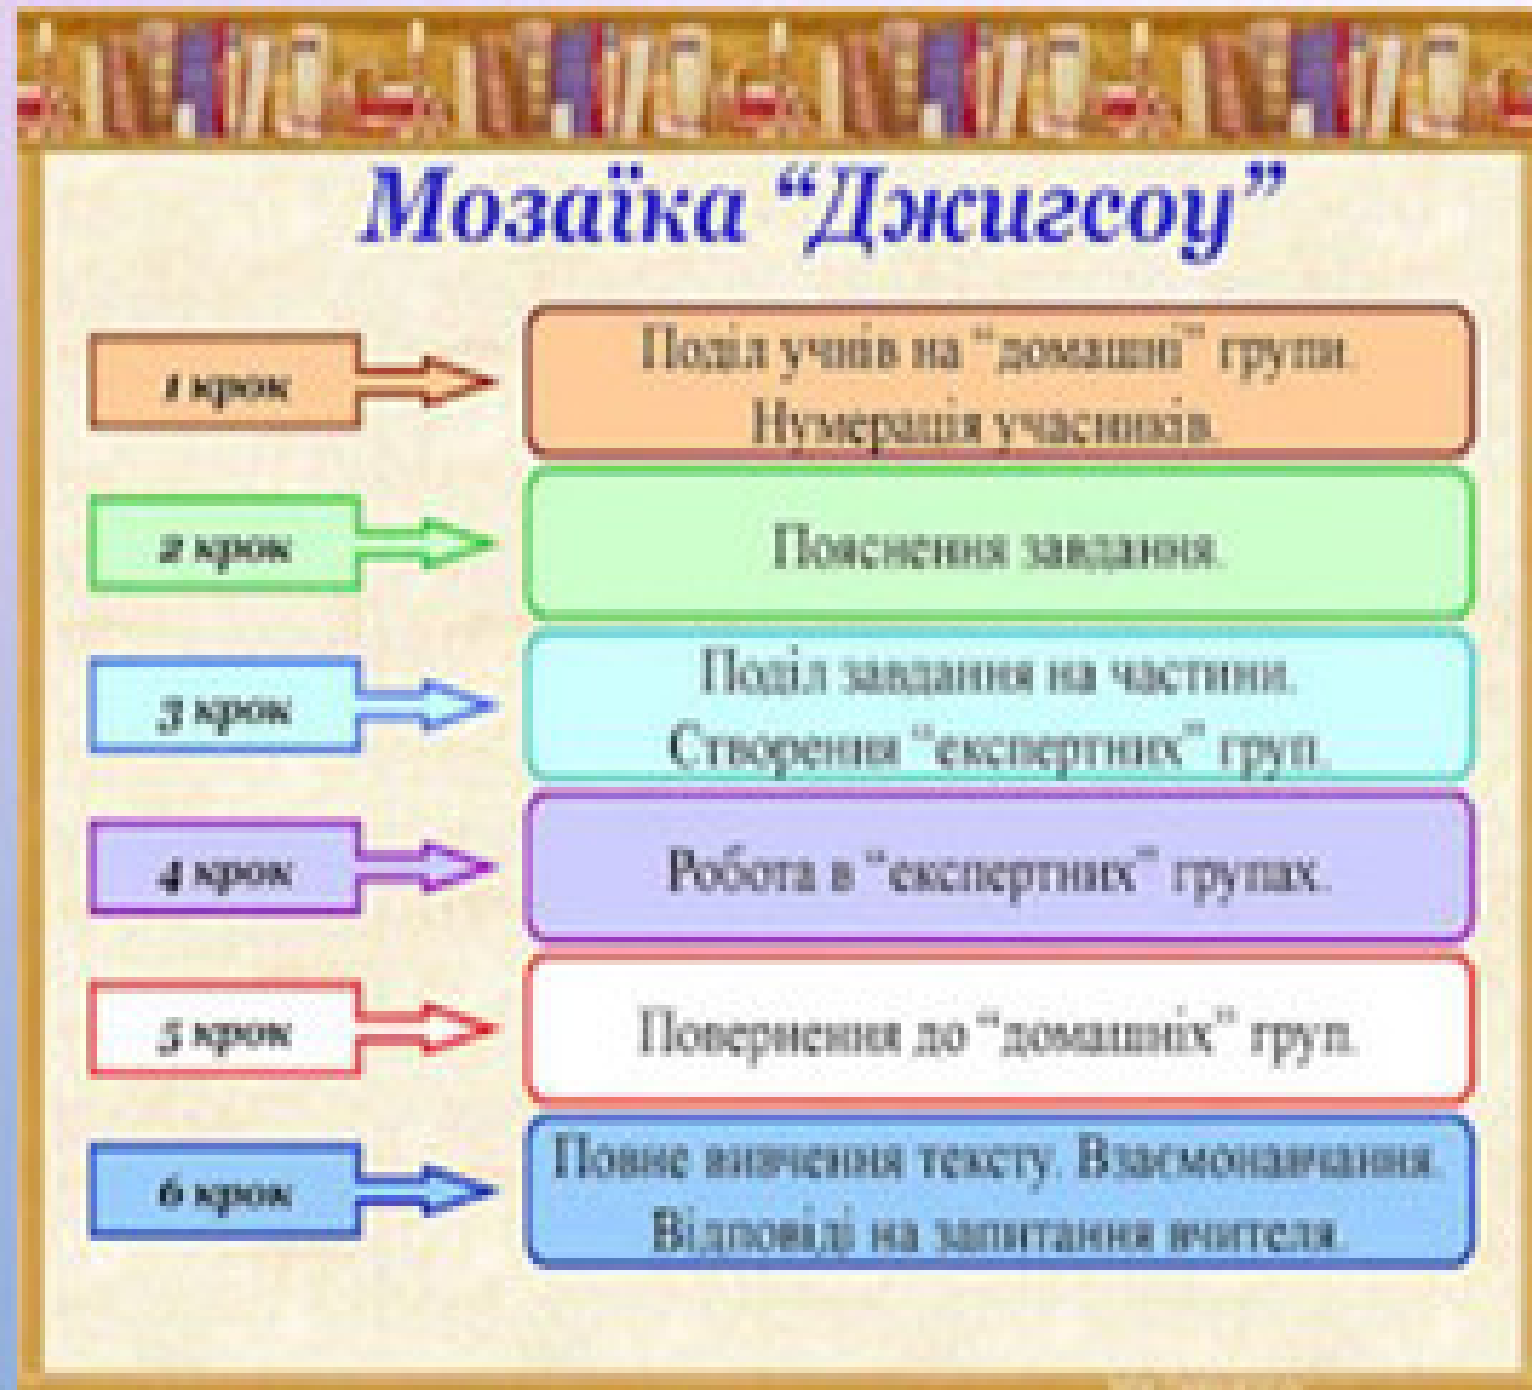 Мозаїка “Джигсоу”
1 крок
Поділ учнів на “домашні” групи.
Нумерація учасників.
2 крок
Пояснення завдання.
3 крок
Поділ завдання на частини.
Створення “експертних” груп.
4 крок
Робота в “експертних” групах.
5 крок
Повернення до “домашніх” груп.
6 крок
Повне вивчення тексту. Взаємонавчання.
Відповіді на запитання вчителя.